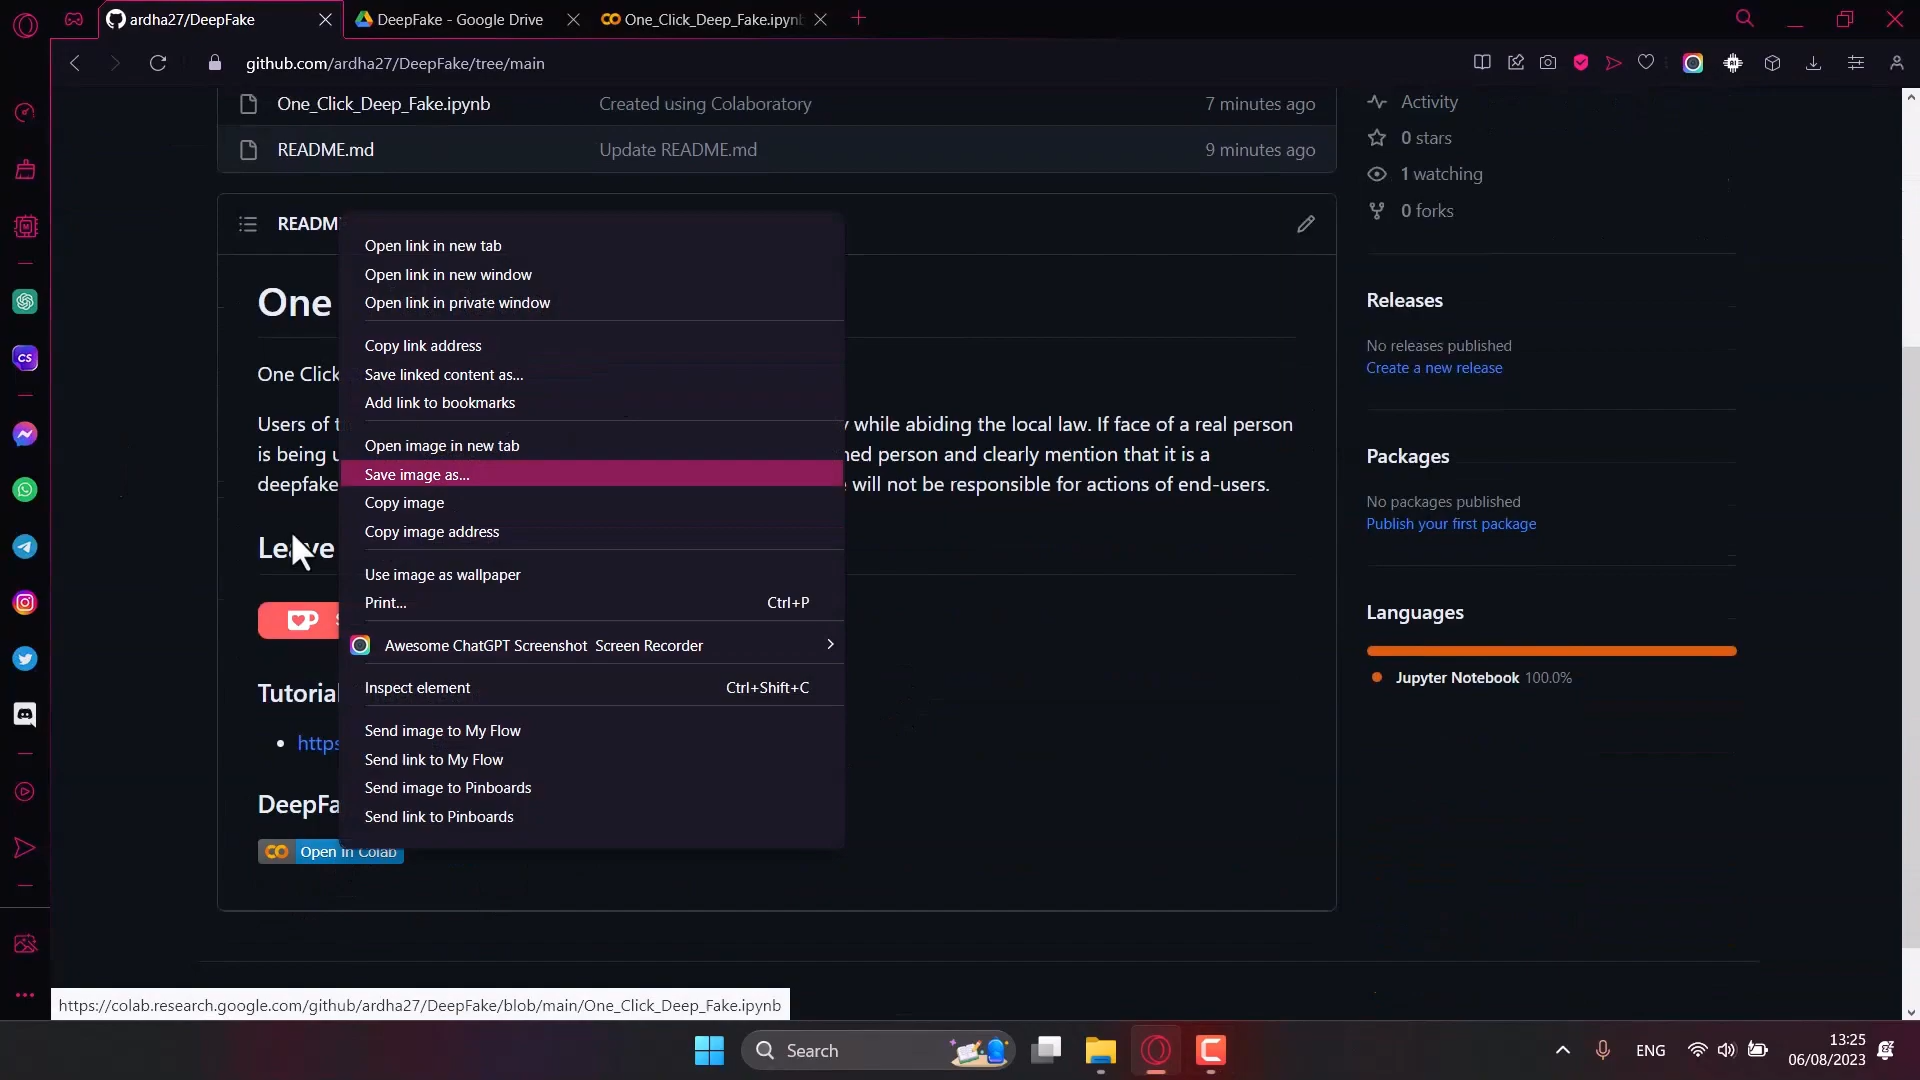 ardha27/DeepFake
DeepFake - Google Drive
One_Click_Deep_Fake.ipynb
github.com/ardha27/DeepFake/tree/main
One_Click_Deep_Fake.ipynb
Created using Colaboratory
7 minutes ago
README.md
Update README.md
9 minutes ago
Activity
0 stars
1 watching
0 forks
README
One
One Click
Users of t
y while abiding the local law. If face of a real person
is being u
ned person and clearly mention that it is a
deepfake
will not be responsible for actions of end-users.
Leave
Tutorial
https
DeepFa
Open in Colab
Open link in new tab
Open link in new window
Open link in private window
Copy link address
Save linked content as...
Add link to bookmarks
Open image in new tab
Save image as...
Copy image
Copy image address
Use image as wallpaper
Print...
Ctrl+P
Awesome ChatGPT Screenshot Screen Recorder
Inspect element
Ctrl+Shift+C
Send image to My Flow
Send link to My Flow
Send image to Pinboards
Send link to Pinboards
Releases
No releases published
Create a new release
Packages
No packages published
Publish your first package
Languages
Jupyter Notebook 100.0%
CS
https://colab.research.google.com/github/ardha27/DeepFake/blob/main/One_Click_Deep_Fake.ipynb
Search
ENG
13:25
06/08/2023